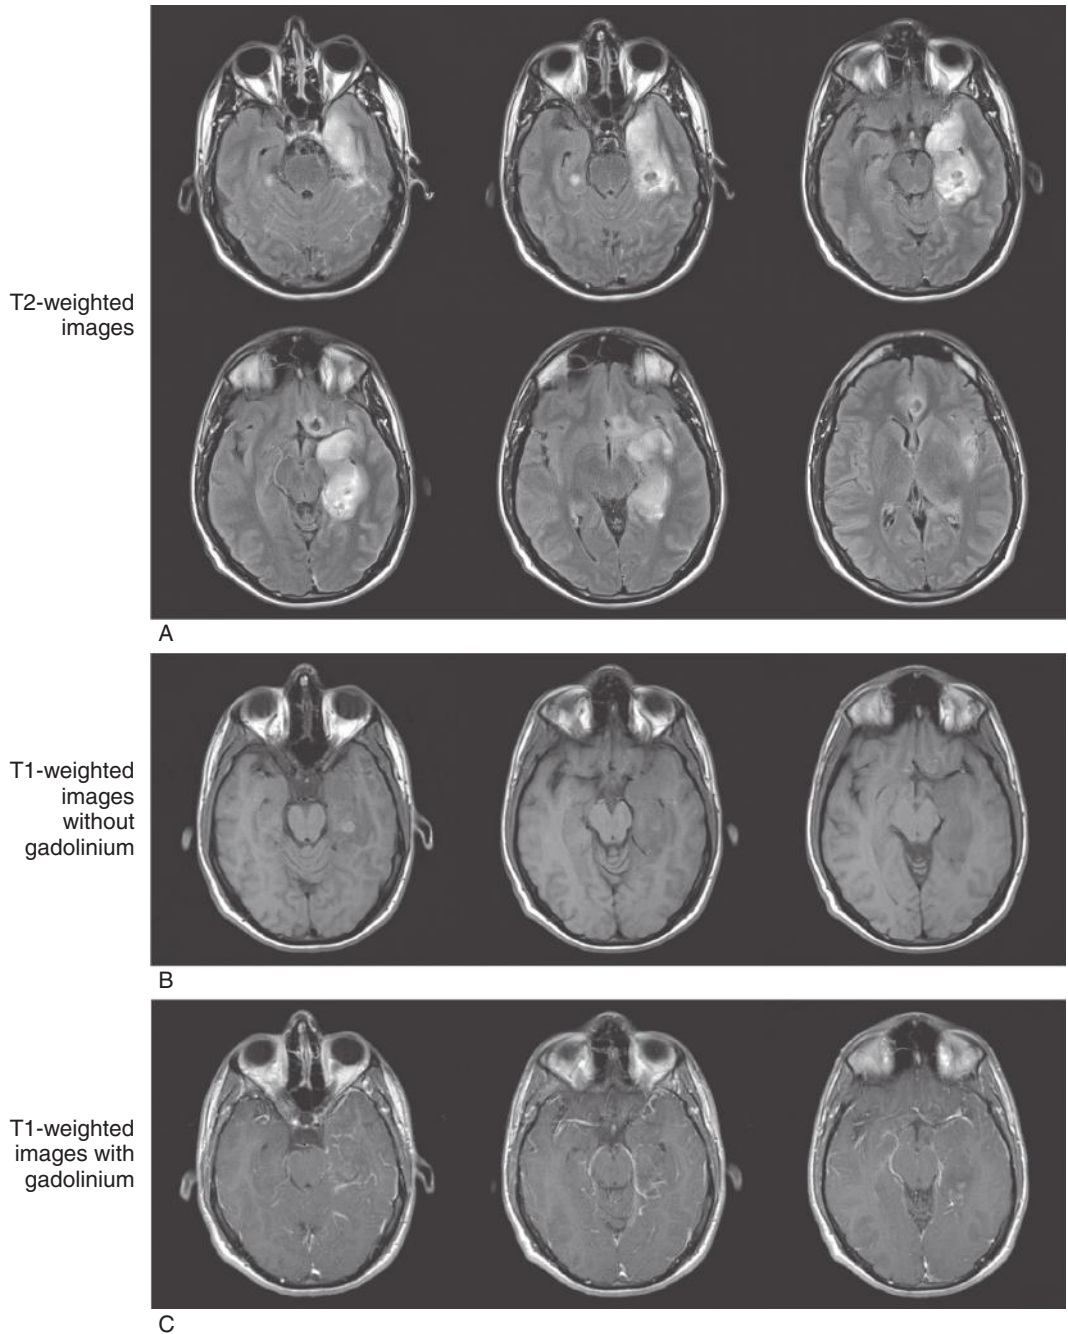 T2-weighted
images
A
T1-weighted
images
without
gadolinium
B
T1-weighted
images with
gadolinium
C